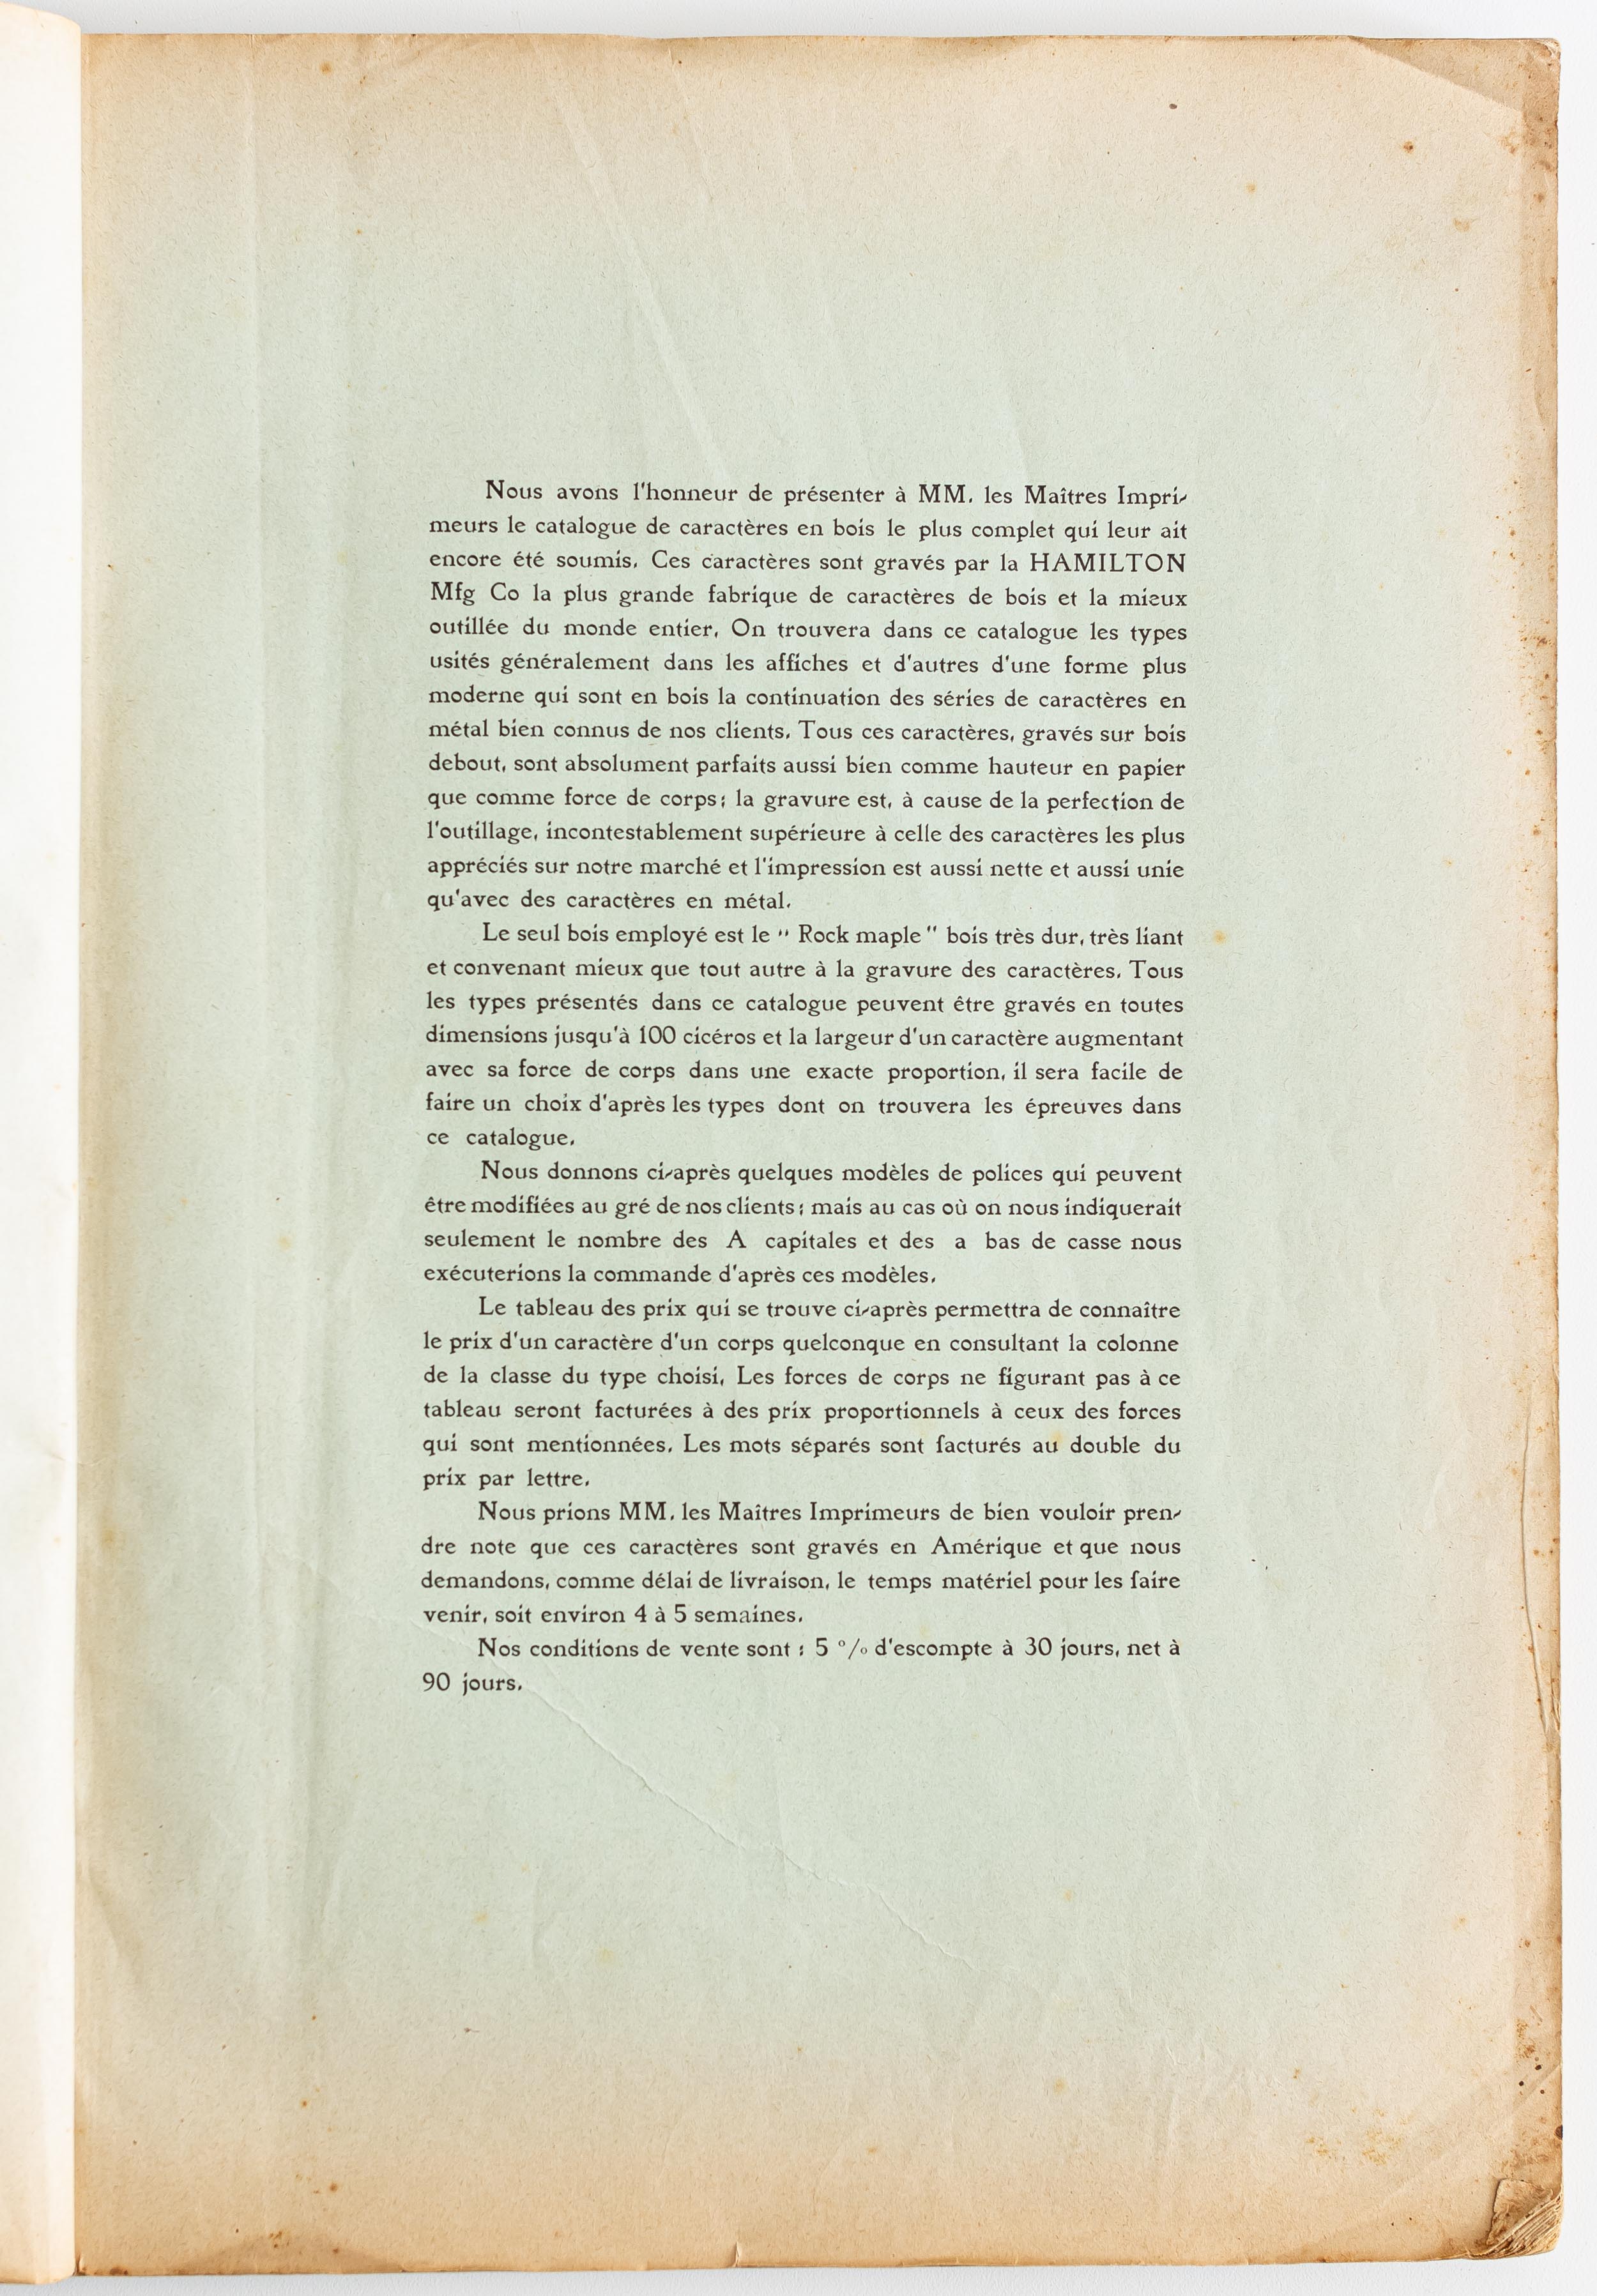 Nous avons l'honneur de présenter à MM. les Maîtres Impri-
meurs le catalogue de caractères en bois le plus complet qui leur ait
encore été soumis. Ces caractères sont gravés par la HAMILTON
Mfg Co la plus grande fabrique de caractères de bois et la mieux
outillée du monde entier. On trouvera dans ce catalogue les types
usités généralement dans les affiches et d'autres d'une forme plus
moderne qui sont en bois la continuation des séries de caractères en
métal bien connus de nos clients. Tous ces caractères, gravés sur bois
debout, sont absolument parfaits aussi bien comme hauteur en papier
que comme force de corps; la gravure est, à cause de la perfection de
l'outillage, incontestablement supérieure à celle des caractères les plus
appréciés sur notre marché et l'impression est aussi nette et aussi unie
qu'avec des caractères en métal.
Le seul bois employé est le " Rock maple " bois très dur, très liant
et convenant mieux que tout autre à la gravure des caractères. Tous
les types présentés dans ce catalogue peuvent être gravés en toutes
dimensions jusqu'à 100 cicéros et la largeur d'un caractère augmentant
avec sa force de corps dans une exacte proportion, il sera facile de
faire un choix d'après les types dont on trouvera les épreuves dans
ce catalogue.
Nous donnons ci-après quelques modèles de polices qui peuvent
être modifiées au gré de nos clients; mais au cas où on nous indiquerait
seulement le nombre des A capitales et des a bas de casse nous
exécuterions la commande d'après ces modèles.
Le tableau des prix qui se trouve ci-après permettra de connaître
le prix d'un caractère d'un corps quelconque en consultant la colonne
de la classe du type choisi. Les forces de corps ne figurant pas à ce
tableau seront facturées à des prix proportionnels à ceux des forces
qui sont mentionnées. Les mots séparés sont facturés au double du
prix par lettre.
Nous prions MM. les Maîtres Imprimeurs de bien vouloir pren-
dre note que ces caractères sont gravés en Amérique et que nous
demandons, comme délai de livraison, le temps matériel pour les faire
venir, soit environ 4 à 5 semaines.
Nos conditions de vente sont : 5 % d'escompte à 30 jours, net à
90 jours.